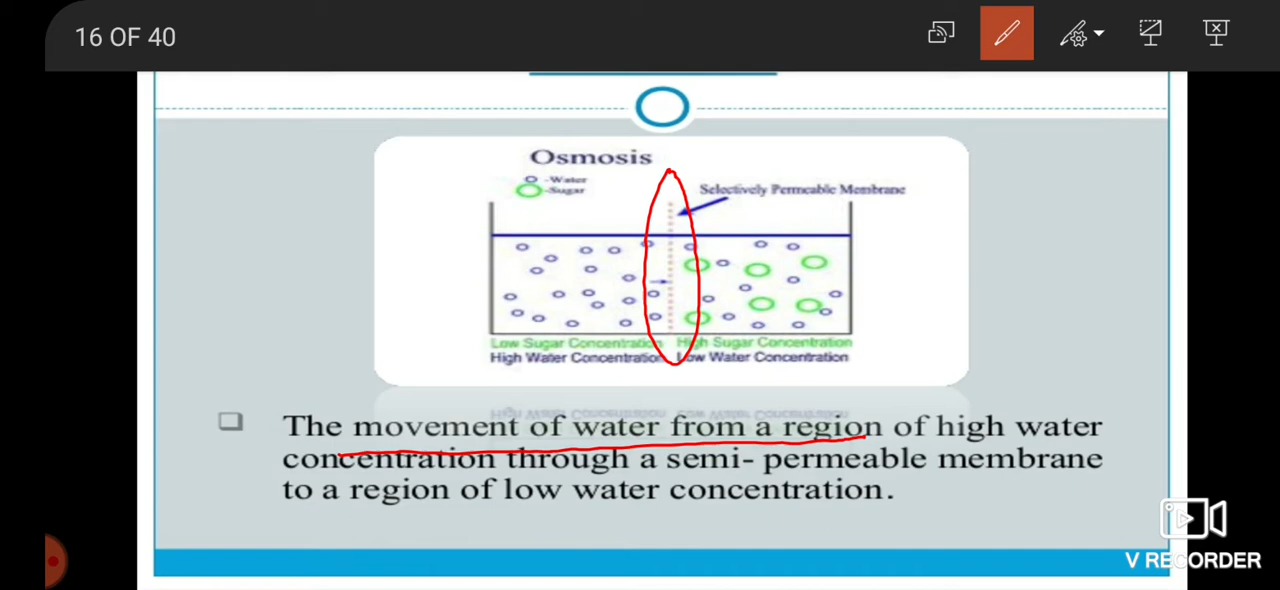 16 OF 40
Osmosis
-Water
-Sugar
Selectively Permeable Membrane
Low Sugar Concentration High Sugar Concentration
High Water Concentration Low Water Concentration
The movement of water from a region of high water
concentration through a semi- permeable membrane
to a region of low water concentration.
V RECORDER